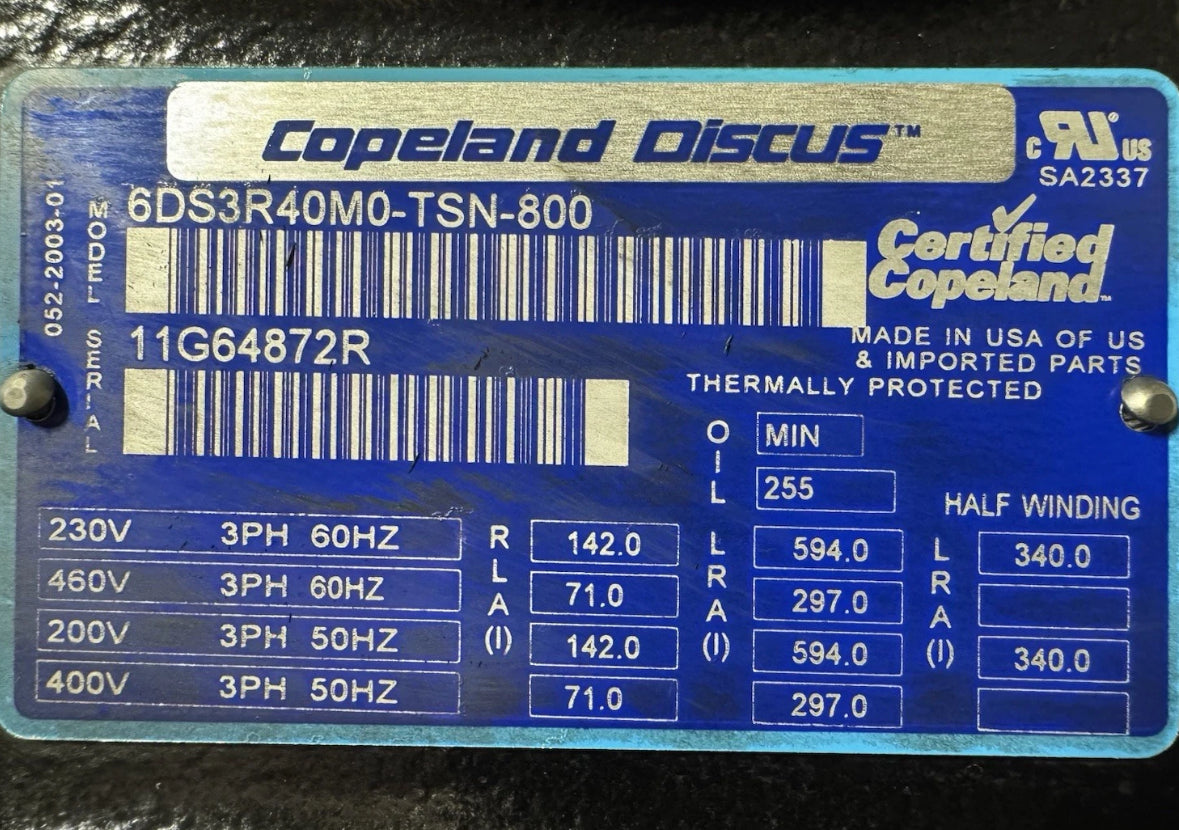 Copeland Discus™
C RU US
SA2337
052-2003-01
MODEL
6DS3R40M0-TSN-800
Certified
Copeland™
SERIAL
11G64872R
MADE IN USA OF US
& IMPORTED PARTS
THERMALLY PROTECTED
OIL
MIN
255
HALF WINDING
RLA(I)
LRA(I)
LRA(I)
230V 3PH 60HZ 142.0 594.0 340.0
460V 3PH 60HZ 71.0 297.0
200V 3PH 50HZ 142.0 594.0 340.0
400V 3PH 50HZ 71.0 297.0